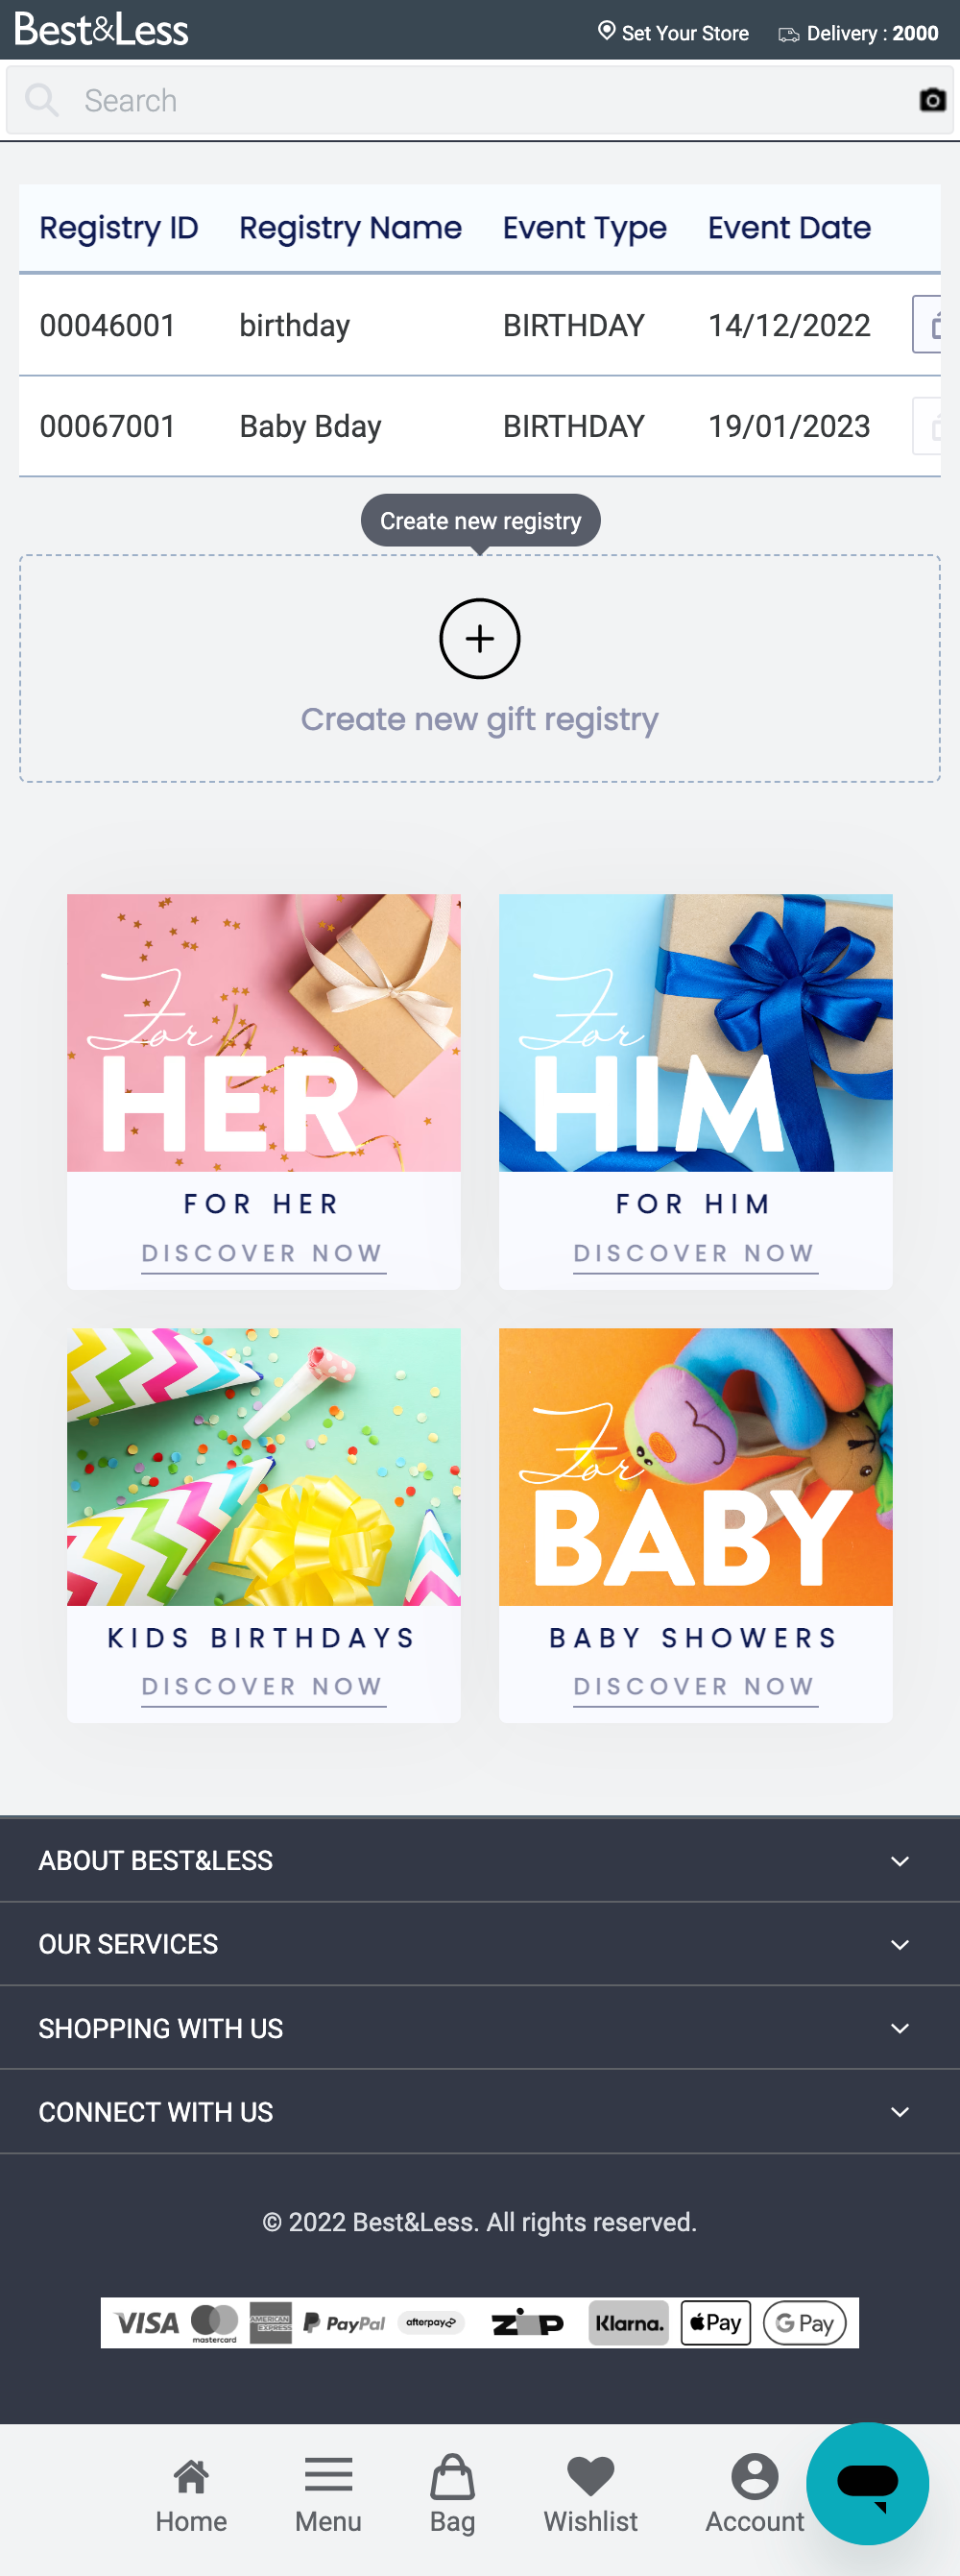 Best&Less
Set Your Store
Delivery : 2000
Search
Registry ID Registry Name Event Type Event Date
00046001 birthday BIRTHDAY 14/12/2022
00067001 Baby Bday BIRTHDAY 19/01/2023
Create new registry
Create new gift registry
For
HER
For
HIM
FOR HER
FOR HIM
DISCOVER NOW
DISCOVER NOW
For
BABY
KIDS BIRTHDAYS
BABY SHOWERS
DISCOVER NOW
DISCOVER NOW
ABOUT BEST&LESS
OUR SERVICES
SHOPPING WITH US
CONNECT WITH US
© 2022 Best&Less. All rights reserved.
VISA mastercard AMERICAN EXPRESS PayPal afterpay zip Klarna. Pay G Pay
Home Menu Bag Wishlist Account